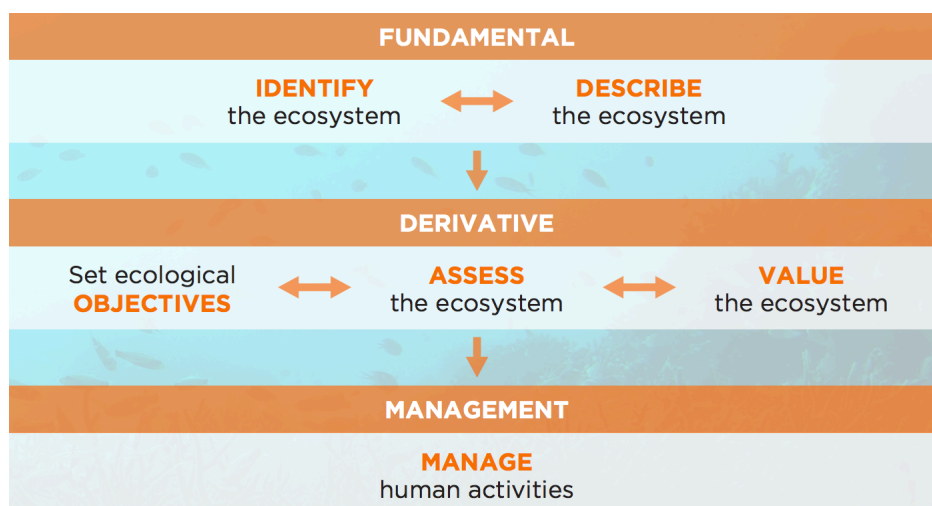 FUNDAMENTAL
IDENTIFY
the ecosystem
DESCRIBE
the ecosystem
DERIVATIVE
Set ecological
OBJECTIVES
ASSESS
the ecosystem
VALUE
the ecosystem
MANAGEMENT
MANAGE
human activities